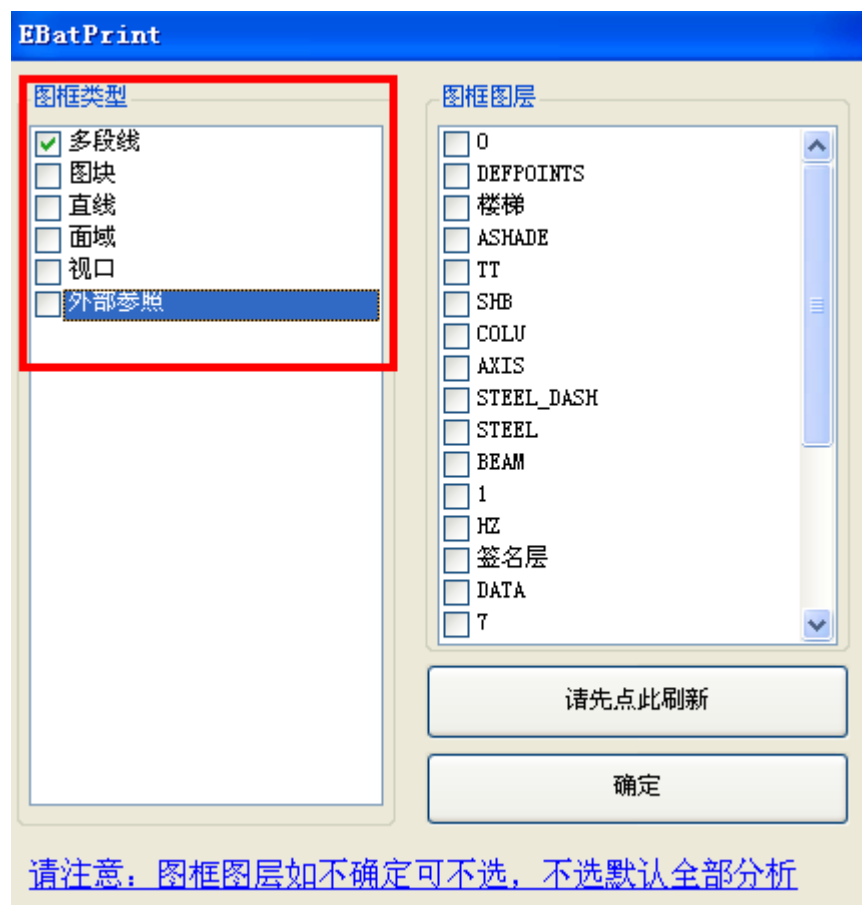 EBatPrint
图框类型
多段线
图块
直线
面域
视口
外部参照
图框图层
0
DEFPOINTS
楼梯
ASHADE
TT
SHB
COLU
AXIS
STEEL_DASH
STEEL
BEAM
1
HZ
签名层
DATA
7
请先点此刷新
确定
请注意：图框图层如不确定可不选，不选默认全部分析